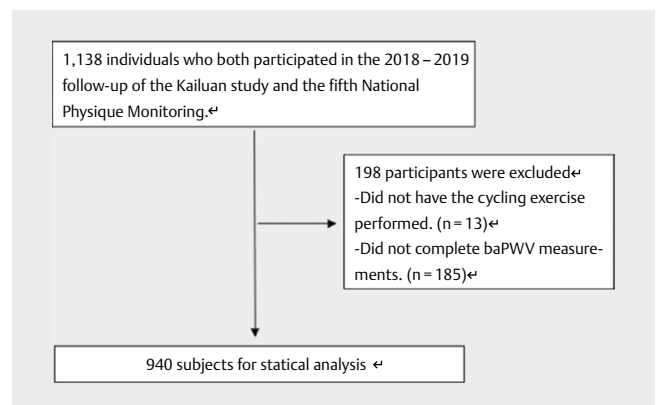 1,138 individuals who both participated in the 2018 – 2019
follow-up of the Kailuan study and the fifth National
Physique Monitoring.↵
198 participants were excluded↵
-Did not have the cycling exercise
performed. (n = 13)↵
-Did not complete baPWV measure-
ments. (n = 185)↵
940 subjects for statical analysis ↵